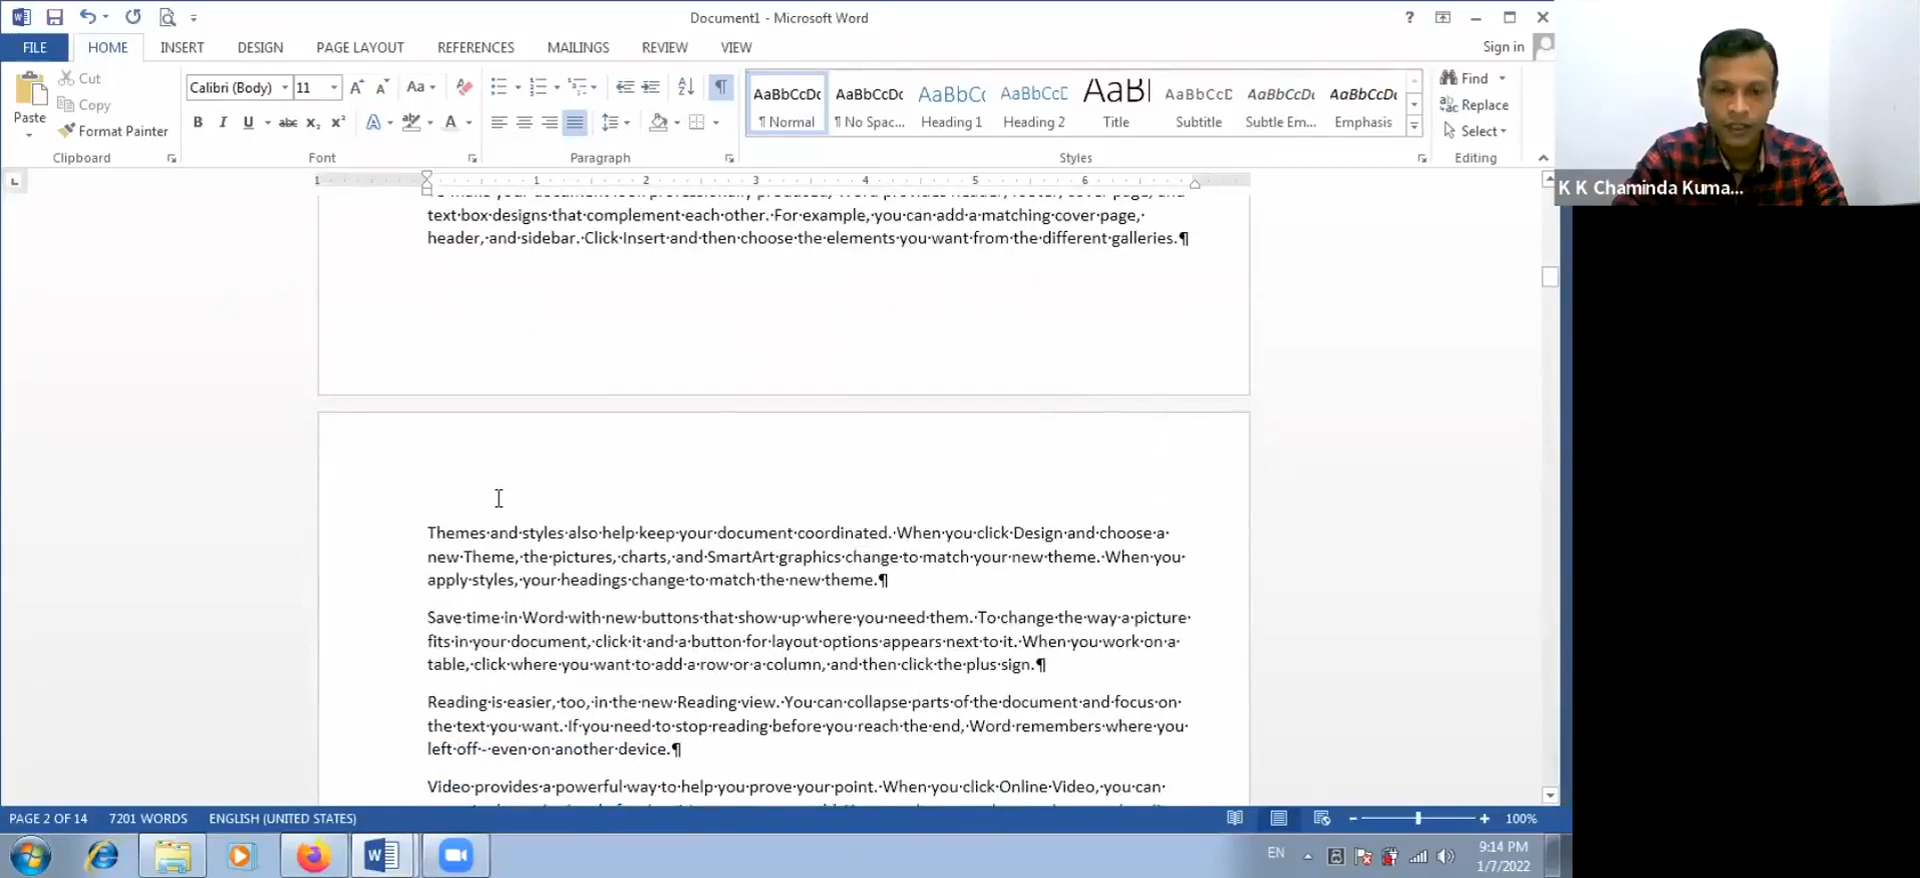 Document1 - Microsoft Word
FILE HOME INSERT DESIGN PAGE LAYOUT REFERENCES MAILINGS REVIEW VIEW Sign in
Paste
Cut
Copy
Format Painter
Clipboard
Calibri (Body) 11
Font
Paragraph
AaBbCcDc AaBbCcDc AaBbCc AaBbCcD AaBl AaBbCcD AaBbCcDc AaBbCcDc
¶ Normal ¶ No Spac... Heading 1 Heading 2 Title Subtitle Subtle Em... Emphasis
Styles
Find
Replace
Select
Editing
K K Chaminda Kuma...
1 1 2 3 4 5 6
text box designs that complement each other. For example, you can add a matching cover page,
header, and sidebar. Click Insert and then choose the elements you want from the different galleries.¶
Themes and styles also help keep your document coordinated. When you click Design and choose a
new Theme, the pictures, charts, and SmartArt graphics change to match your new theme. When you
apply styles, your headings change to match the new theme.¶
Save time in Word with new buttons that show up where you need them. To change the way a picture
fits in your document, click it and a button for layout options appears next to it. When you work on a
table, click where you want to add a row or a column, and then click the plus sign.¶
Reading is easier, too, in the new Reading view. You can collapse parts of the document and focus on
the text you want. If you need to stop reading before you reach the end, Word remembers where you
left off - even on another device.¶
Video provides a powerful way to help you prove your point. When you click Online Video, you can
PAGE 2 OF 14 7201 WORDS ENGLISH (UNITED STATES) 100%
EN
9:14 PM
1/7/2022